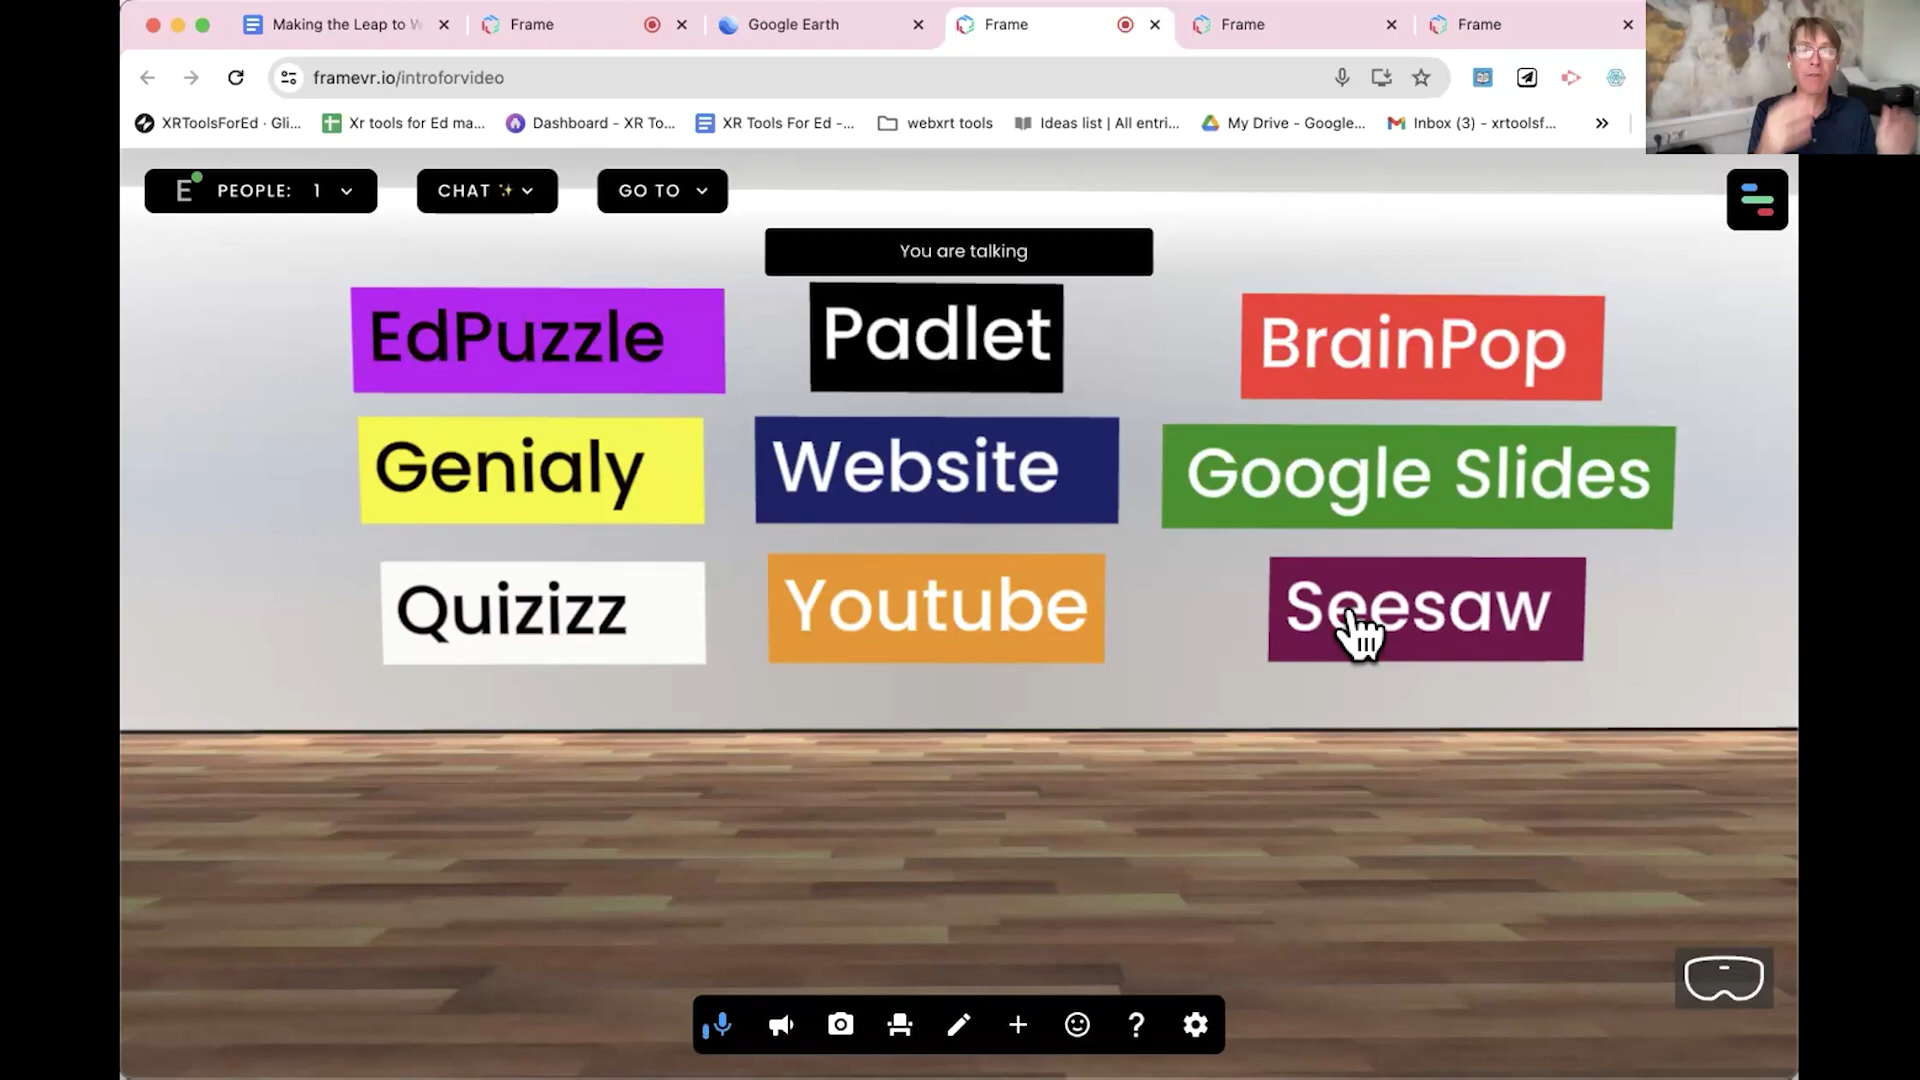 Making the Leap to W
Frame
Google Earth
Frame
Frame
Frame
framevr.io/introforvideo
XRToolsForEd · Gli...
Xr tools for Ed ma...
Dashboard - XR To...
XR Tools For Ed -...
webxrt tools
Ideas list | All entri...
My Drive - Google...
Inbox (3) - xrtoolsf...
E PEOPLE: 1
CHAT
GO TO
You are talking
EdPuzzle
Padlet
BrainPop
Genialy
Website
Google Slides
Quizizz
Youtube
Seesaw